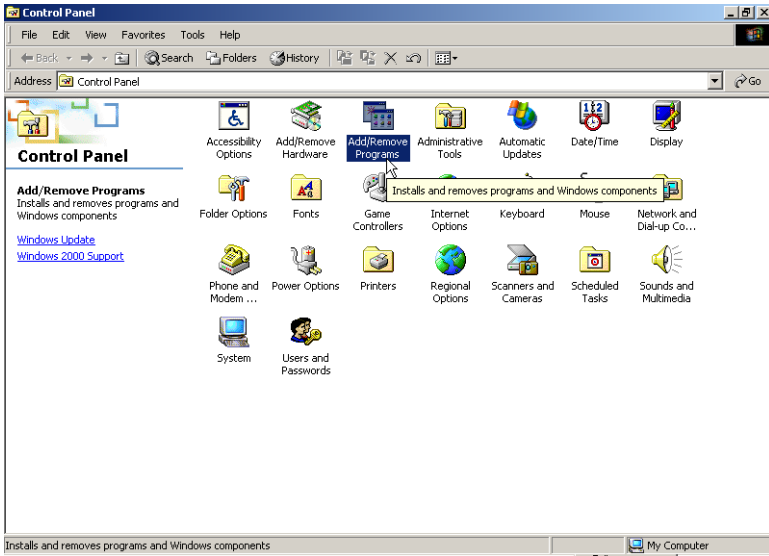 Control Panel
File Edit View Favorites Tools Help
Back Search Folders History
Address Control Panel Go
Control Panel
Add/Remove Programs
Installs and removes programs and
Windows components
Windows Update
Windows 2000 Support
Accessibility
Options
Add/Remove
Hardware
Add/Remove
Programs
Administrative
Tools
Automatic
Updates
Date/Time
Display
Installs and removes programs and Windows components
Folder Options
Fonts
Game
Controllers
Internet
Options
Keyboard
Mouse
Network and
Dial-up Co...
Phone and
Modem ...
Power Options
Printers
Regional
Options
Scanners and
Cameras
Scheduled
Tasks
Sounds and
Multimedia
System
Users and
Passwords
Installs and removes programs and Windows components
My Computer